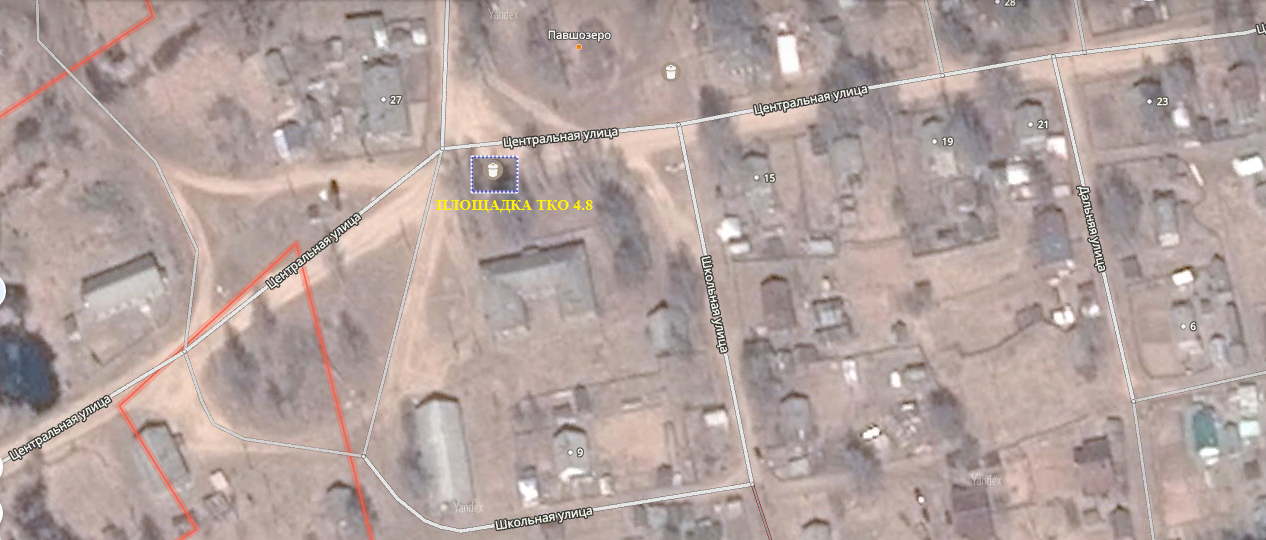 Yandex
28
Павшозеро
Ц
27
Центральная улица
23
Центральная улица
21
19
15
ПЛОЩАДКА ТКО 4.8
Центральная улица
Дальняя улица
Школьная улица
6
Центральная улица
9
Yandex
Yandex
Школьная улица